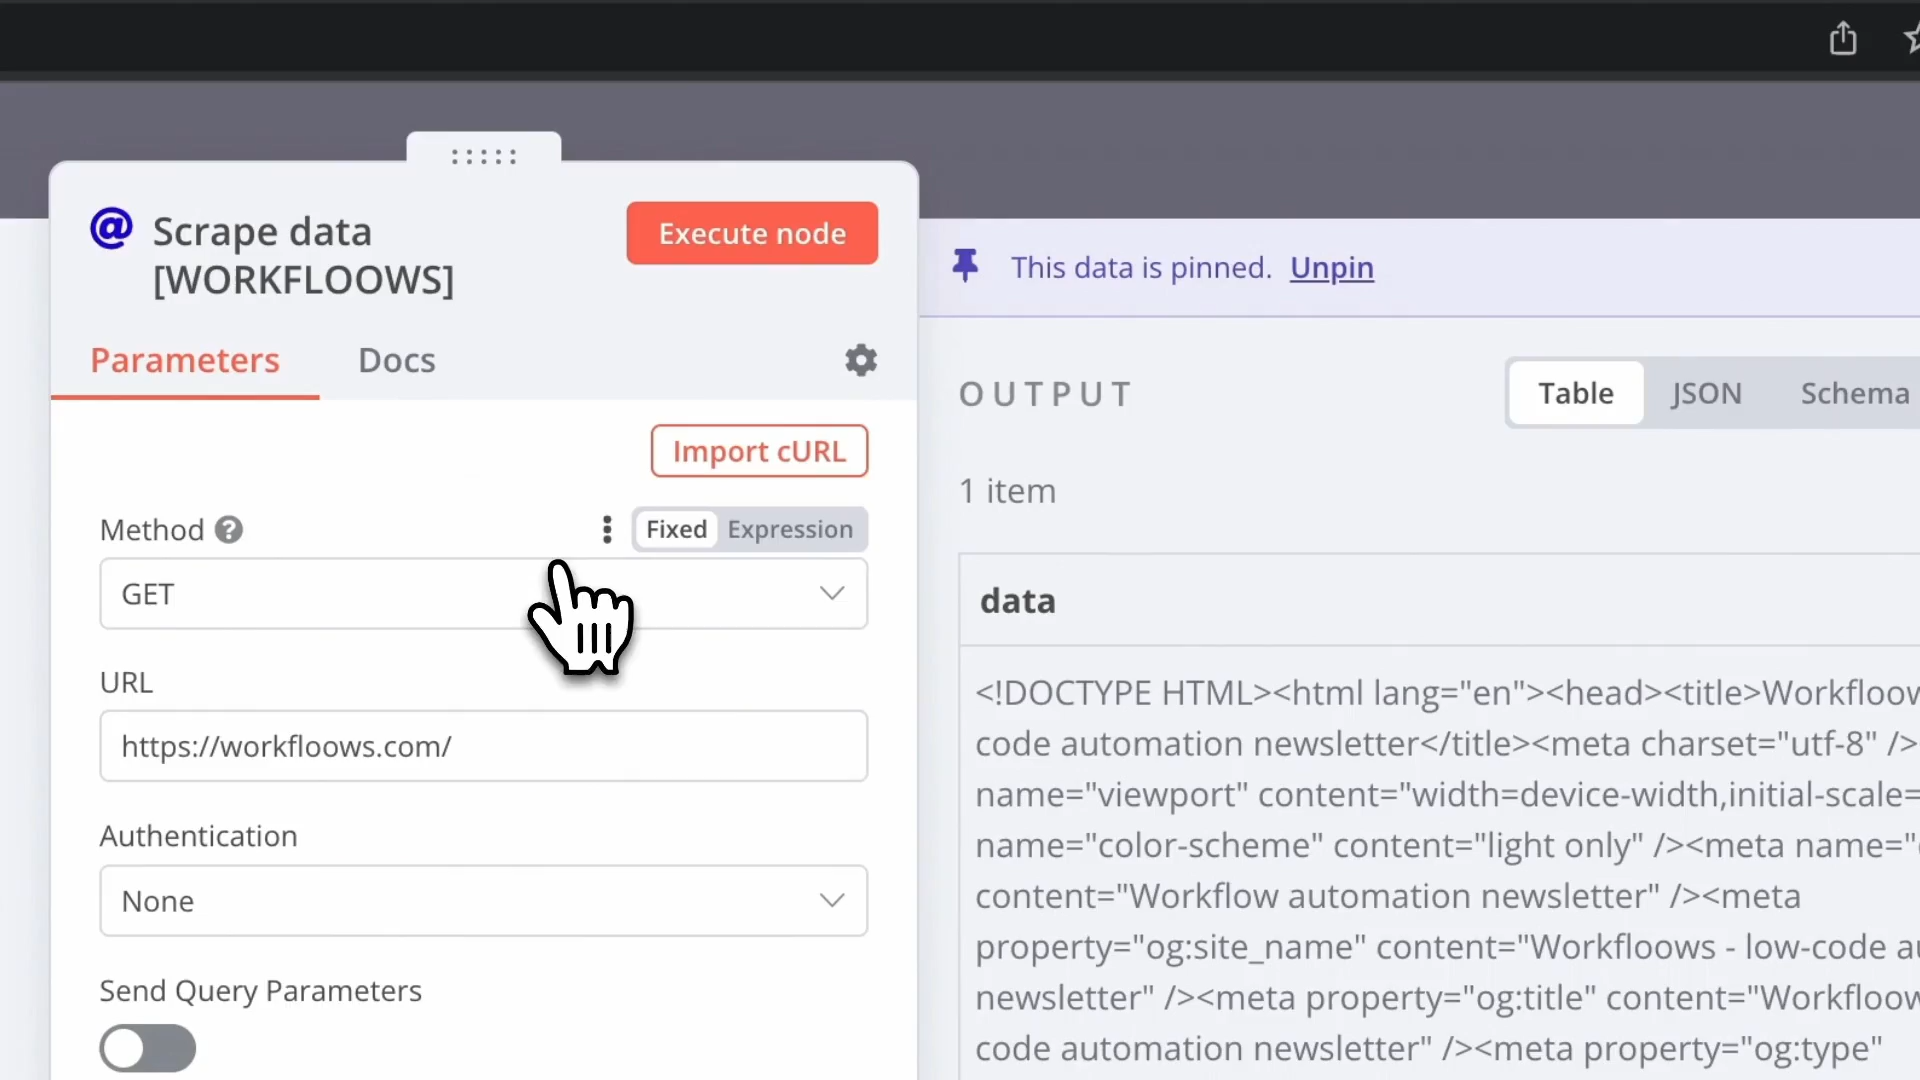 Scrape data
[WORKFLOOWS]
Execute node
Parameters
Docs
Import cURL
Method
Fixed
Expression
GET
URL
https://workfloows.com/
Authentication
None
Send Query Parameters
This data is pinned. Unpin
OUTPUT
Table
JSON
Schema
1 item
data
<!DOCTYPE HTML><html lang="en"><head><title>Workfloow
code automation newsletter</title><meta charset="utf-8" />
name="viewport" content="width=device-width,initial-scale=
name="color-scheme" content="light only" /><meta name="
content="Workflow automation newsletter" /><meta
property="og:site_name" content="Workfloows - low-code au
newsletter" /><meta property="og:title" content="Workfloow
code automation newsletter" /><meta property="og:type"